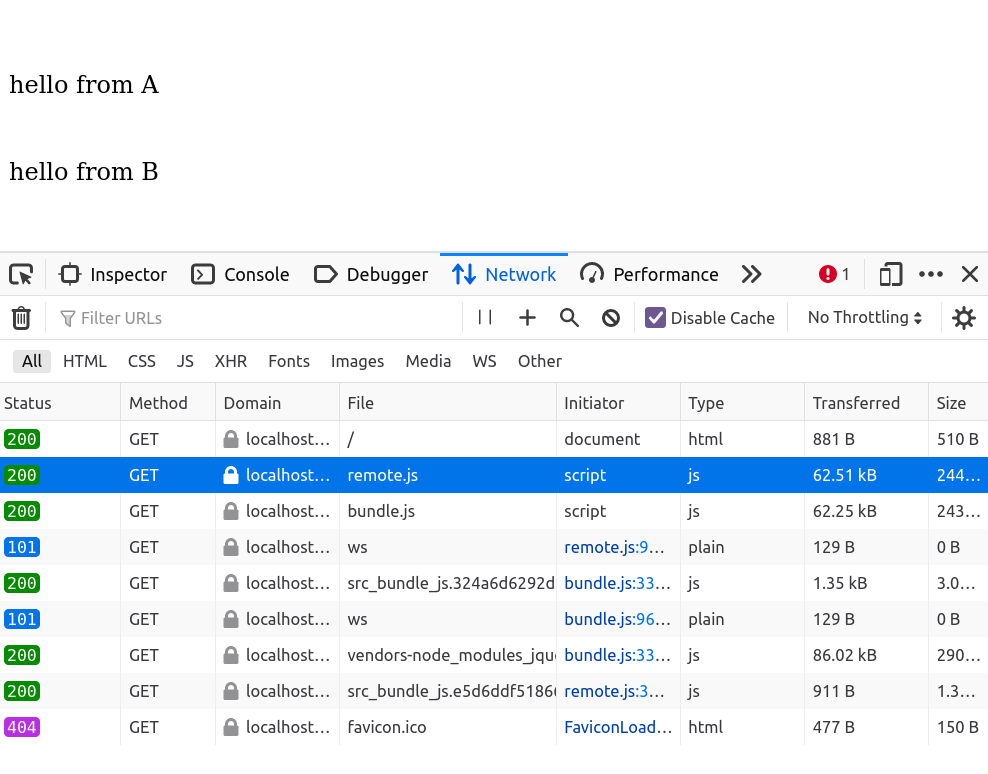 hello from A
hello from B
Inspector Console Debugger Network Performance 1
Filter URLs Disable Cache No Throttling
All HTML CSS JS XHR Fonts Images Media WS Other
Status Method Domain File Initiator Type Transferred Size
200 GET localhost… / document html 881 B 510 B
200 GET localhost… remote.js script js 62.51 kB 244…
200 GET localhost… bundle.js script js 62.25 kB 243…
101 GET localhost… ws remote.js:9… plain 129 B 0 B
200 GET localhost… src_bundle_js.324a6d6292d bundle.js:33… js 1.35 kB 3.0…
101 GET localhost… ws bundle.js:96… plain 129 B 0 B
200 GET localhost… vendors-node_modules_jque bundle.js:33… js 86.02 kB 290…
200 GET localhost… src_bundle_js.e5d6ddf5186 remote.js:3… js 911 B 1.3…
404 GET localhost… favicon.ico FaviconLoad… html 477 B 150 B